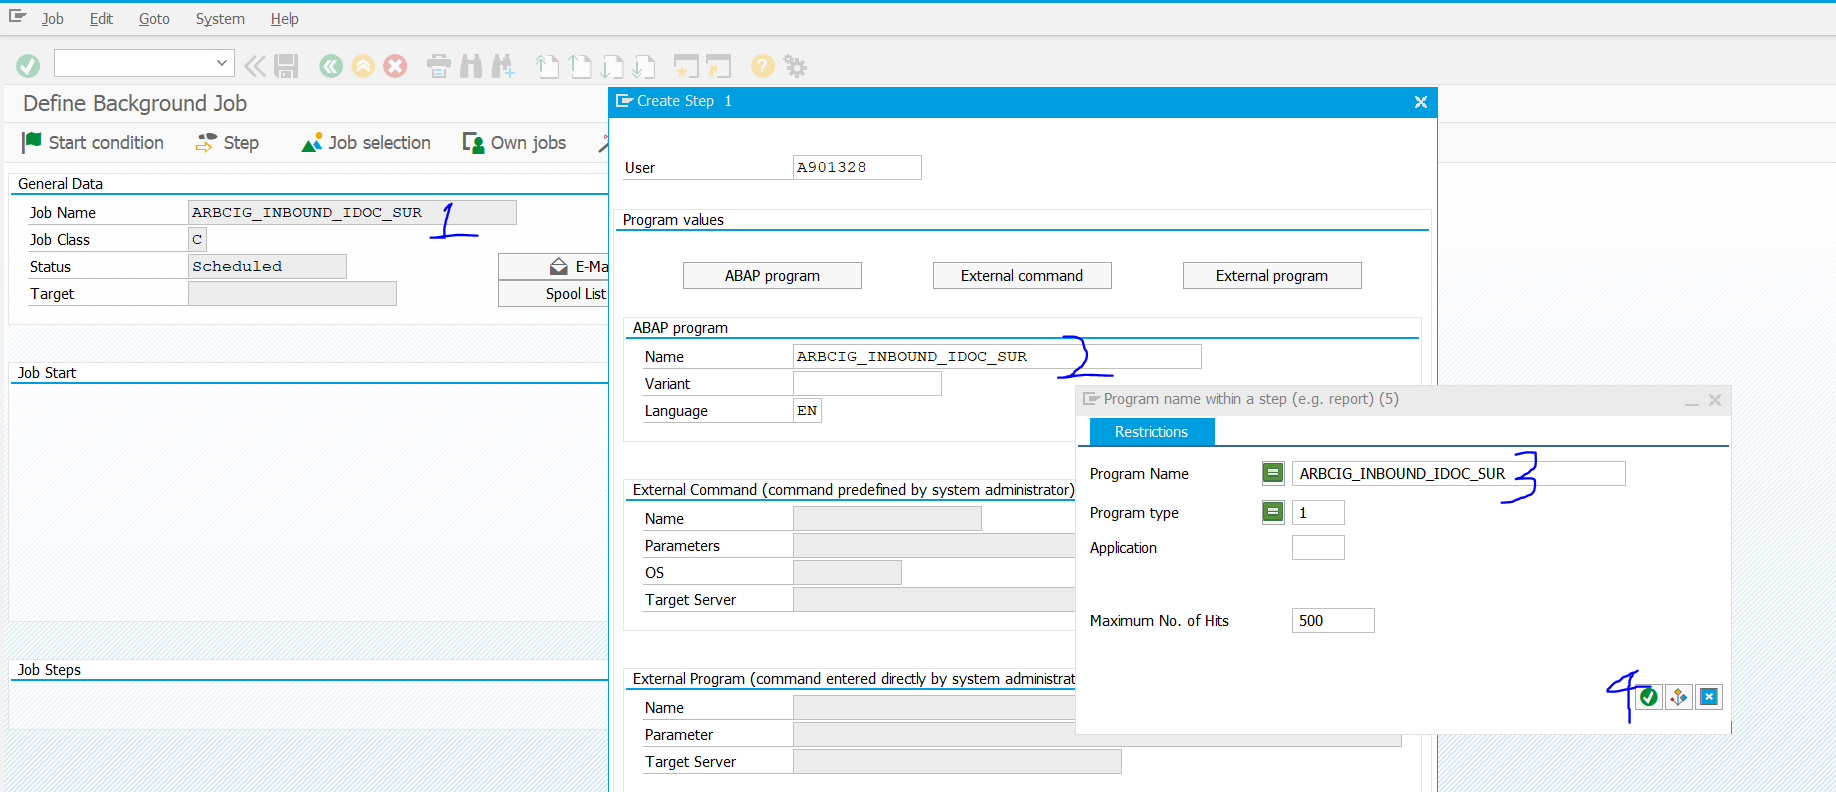 Job Edit Goto System Help
Define Background Job
Start condition Step Job selection Own jobs
General Data
Job Name ARBCIG_INBOUND_IDOC_SUR 1
Job Class C
Status Scheduled E-Ma
Target Spool List
Job Start
Job Steps
Create Step 1
User A901328
Program values
ABAP program External command External program
ABAP program
Name ARBCIG_INBOUND_IDOC_SUR 2
Variant
Language EN
External Command (command predefined by system administrator)
Name
Parameters
OS
Target Server
External Program (command entered directly by system administrat
Name
Parameter
Target Server
Program name within a step (e.g. report) (5)
Restrictions
Program Name = ARBCIG_INBOUND_IDOC_SUR 3
Program type = 1
Application
Maximum No. of Hits 500
4